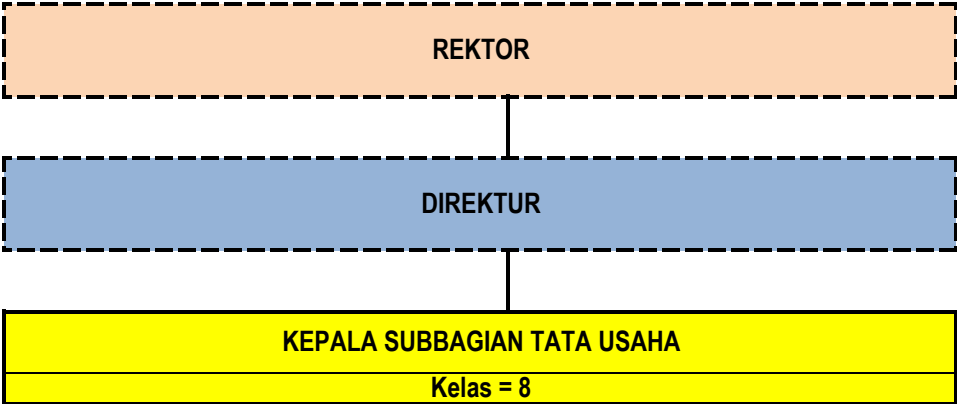 REKTOR
DIREKTUR
KEPALA SUBBAGIAN TATA USAHA
Kelas = 8